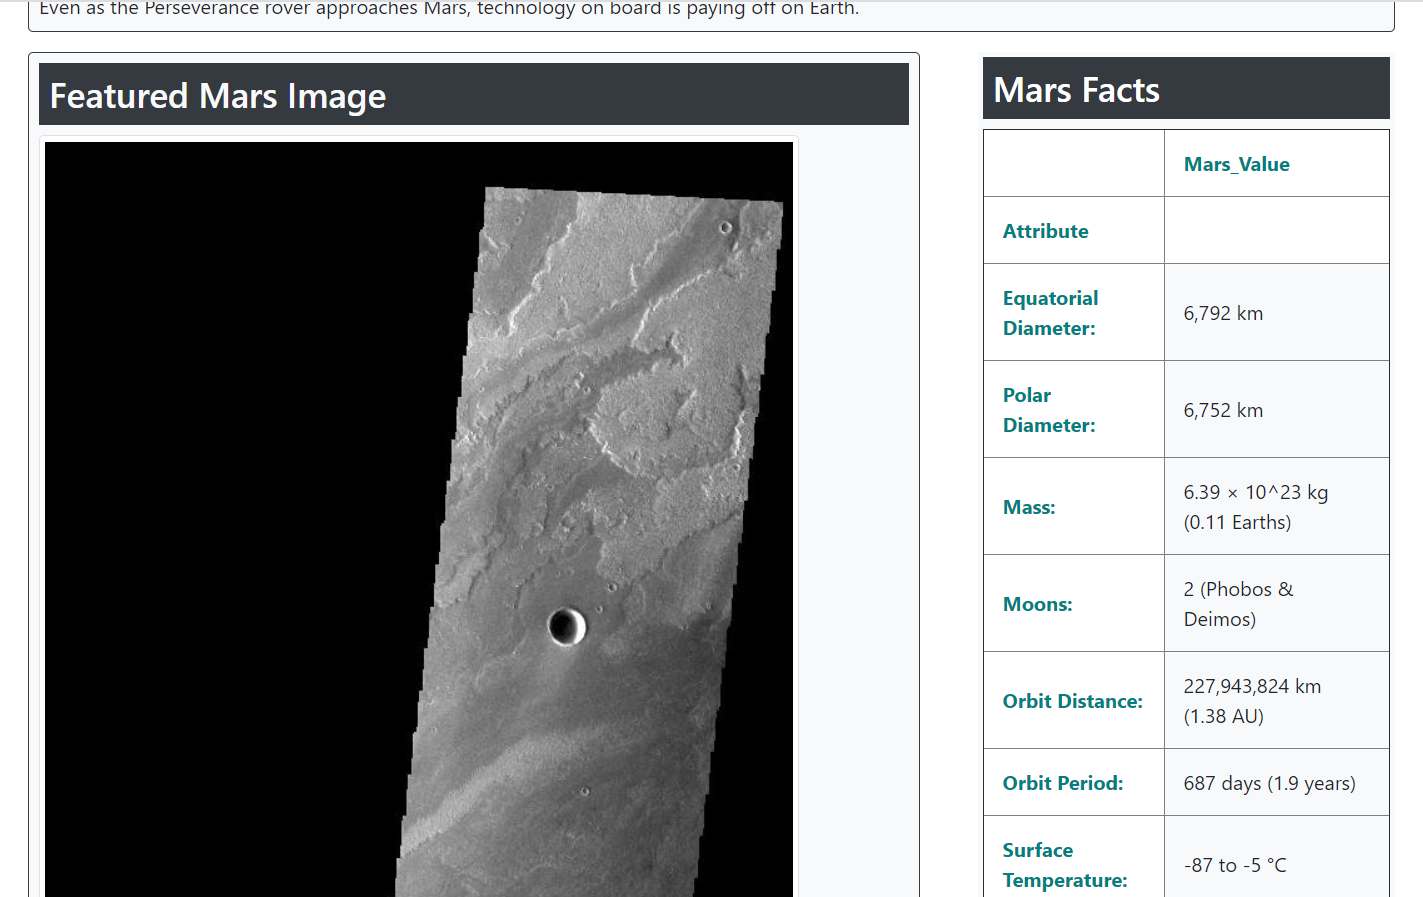 Even as the Perseverance rover approaches Mars, technology on board is paying off on Earth.
Featured Mars Image
Mars Facts
Mars_Value
Attribute
Equatorial
Diameter:
6,792 km
Polar
Diameter:
6,752 km
Mass:
6.39 × 10^23 kg
(0.11 Earths)
Moons:
2 (Phobos &
Deimos)
Orbit Distance:
227,943,824 km
(1.38 AU)
Orbit Period:
687 days (1.9 years)
Surface
Temperature:
-87 to -5 °C